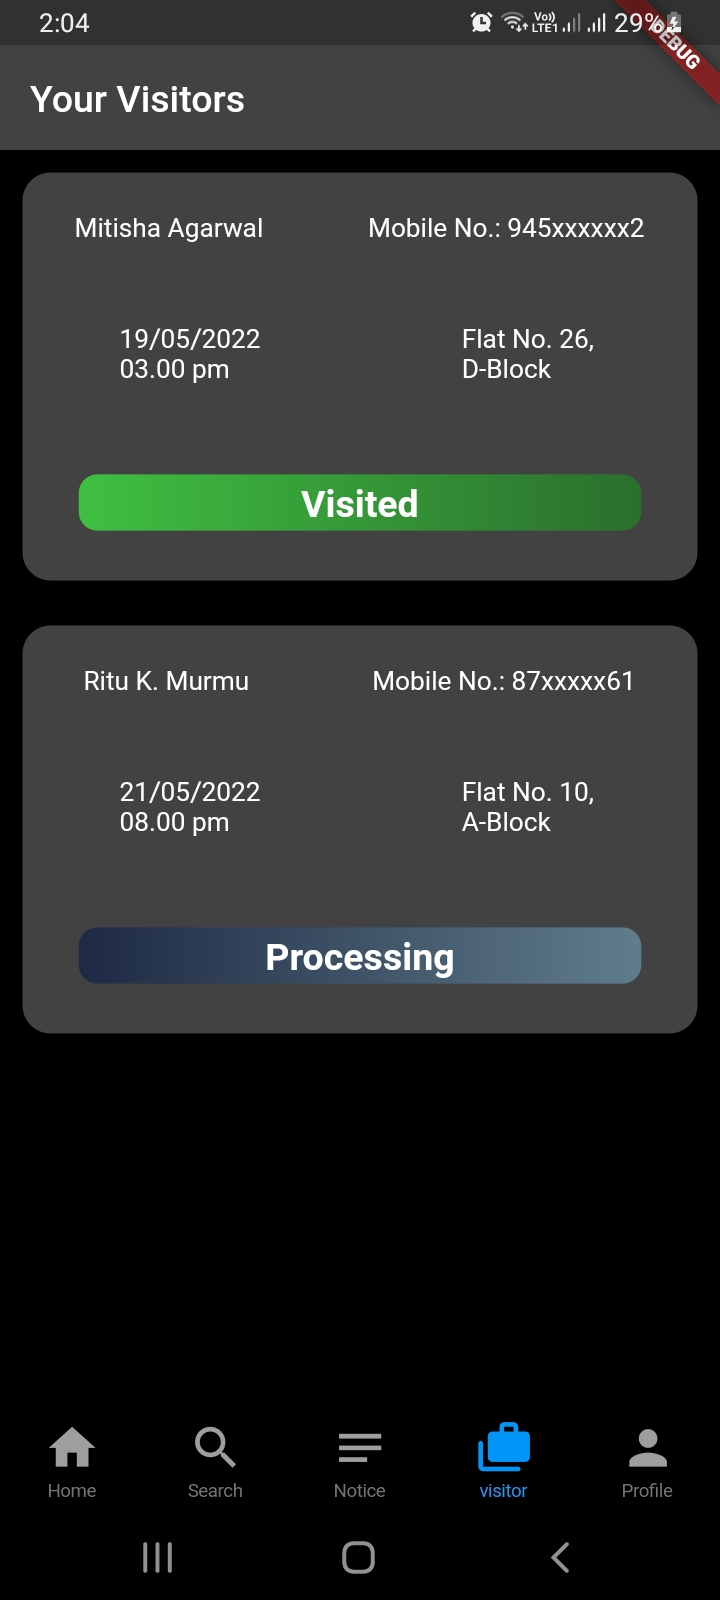 2:04
Vo))
LTE1
29%
DEBUG
Your Visitors
Mitisha Agarwal
Mobile No.: 945xxxxxx2
19/05/2022
03.00 pm
Flat No. 26,
D-Block
Visited
Ritu K. Murmu
Mobile No.: 87xxxxx61
21/05/2022
08.00 pm
Flat No. 10,
A-Block
Processing
Home
Search
Notice
visitor
Profile